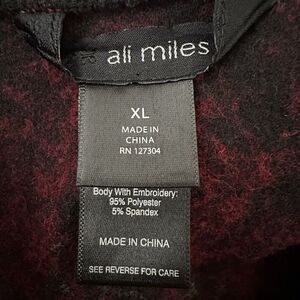 ali miles
XL
MADE IN
CHINA
RN 127304
Body With Embroidery:
95% Polyester
5% Spandex
MADE IN CHINA
SEE REVERSE FOR CARE